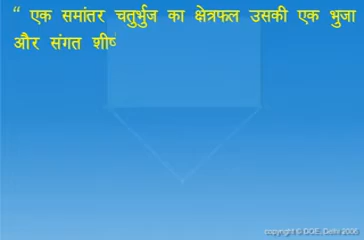 “ एक समांतर चतुर्भुज का क्षेत्रफल उसकी एक भुजा
और संगत शीर्ष
copyright © DOE, Delhi 2006